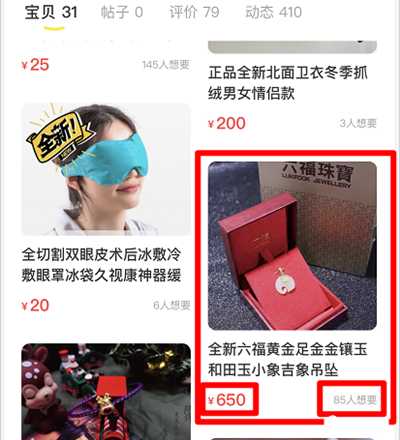 宝贝 31 帖子 0 评价 79 动态 410
¥25 145人想要
全新!
全切割双眼皮术后冰敷冷
敷眼罩冰袋久视康神器缓
¥20 6人想要
正品全新北面卫衣冬季抓
绒男女情侣款
¥200 3人想要
六福珠寶
LUKFOOK JEWELLERY
全新六福黄金足金金镶玉
和田玉小象吉象吊坠
¥650 85人想要